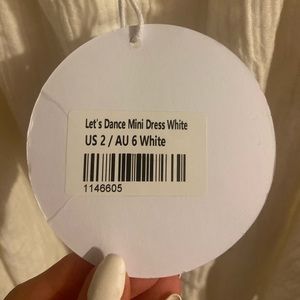 Let's Dance Mini Dress White
US 2 / AU 6 White
1146605